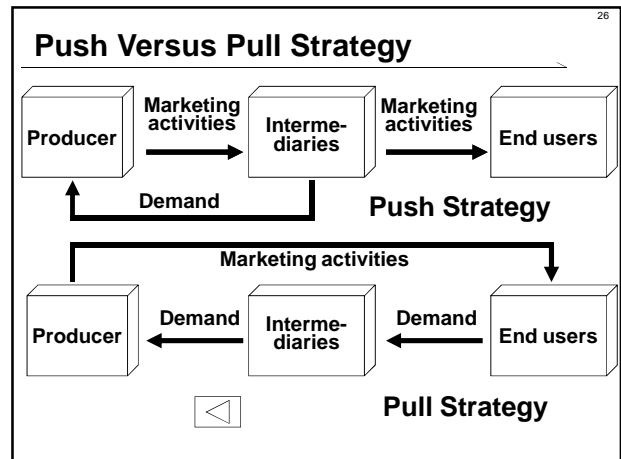 26
Push Versus Pull Strategy
Marketing
activities
Marketing
activities
Producer
Interme-
diaries
End users
Demand
Push Strategy
Marketing activities
Producer
Demand
Interme-
diaries
Demand
End users
Pull Strategy